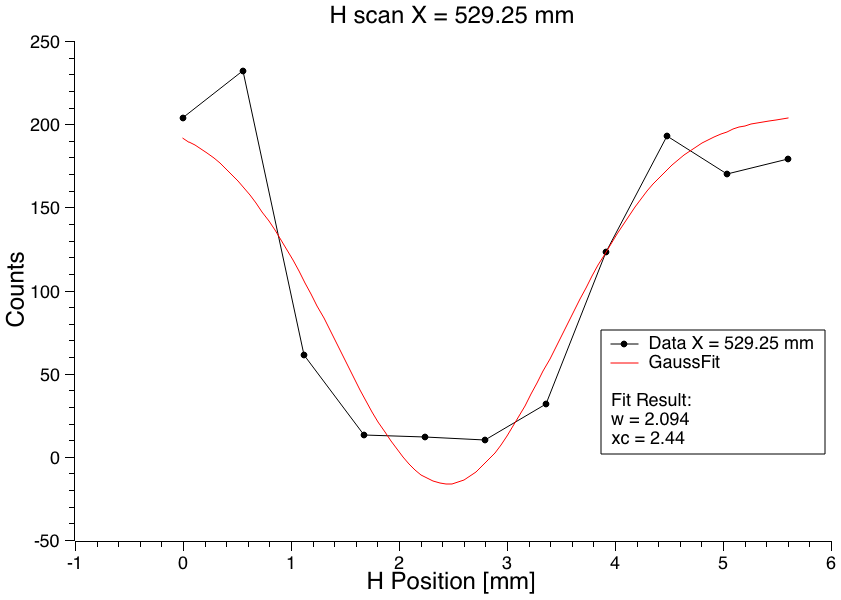 H scan X = 529.25 mm
250
200
150
100
50
0
-50
Counts
-1
0
1
2
3
4
5
6
H Position [mm]
Data X = 529.25 mm
GaussFit
Fit Result:
w = 2.094
xc = 2.44